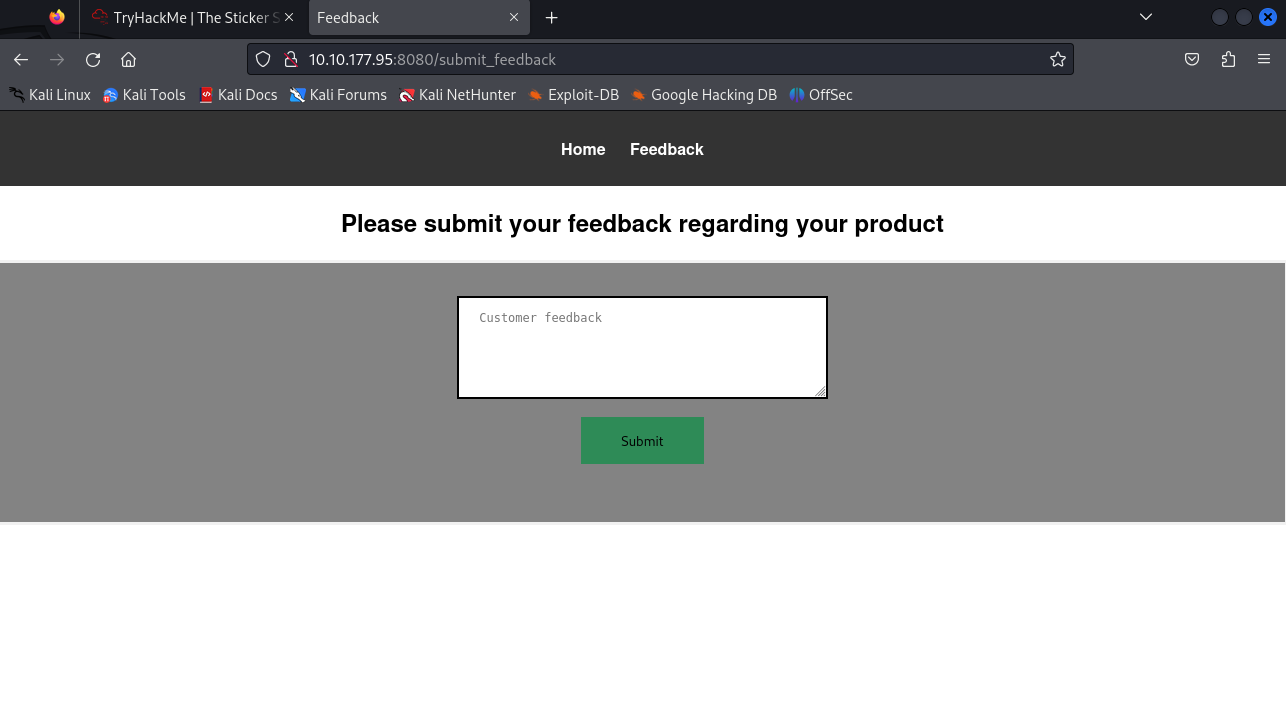 TryHackMe | The Sticker S
Feedback
10.10.177.95:8080/submit_feedback
Kali Linux Kali Tools Kali Docs Kali Forums Kali NetHunter Exploit-DB Google Hacking DB OffSec
Home Feedback
Please submit your feedback regarding your product
Customer feedback
Submit